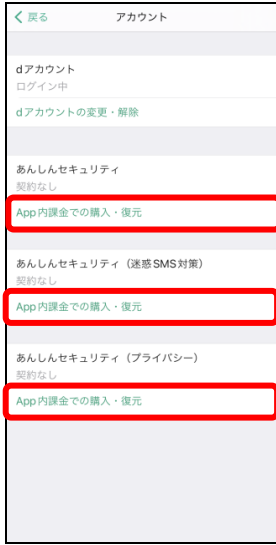 戻る アカウント
dアカウント
ログイン中
dアカウントの変更・解除
あんしんセキュリティ
契約なし
App内課金での購入・復元
あんしんセキュリティ（迷惑SMS対策）
契約なし
App内課金での購入・復元
あんしんセキュリティ（プライバシー）
契約なし
App内課金での購入・復元